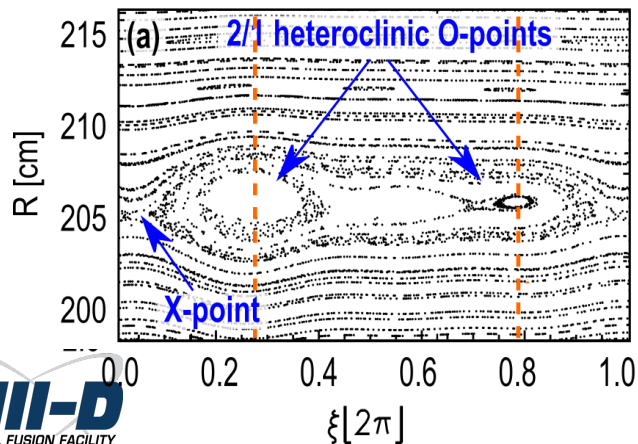 215
(a)
2/1 heteroclinic O-points
210
R [cm]
205
X-point
200
0.0
0.2
0.4
0.6
0.8
1.0
ξ[2π]
III-D
FUSION FACILITY